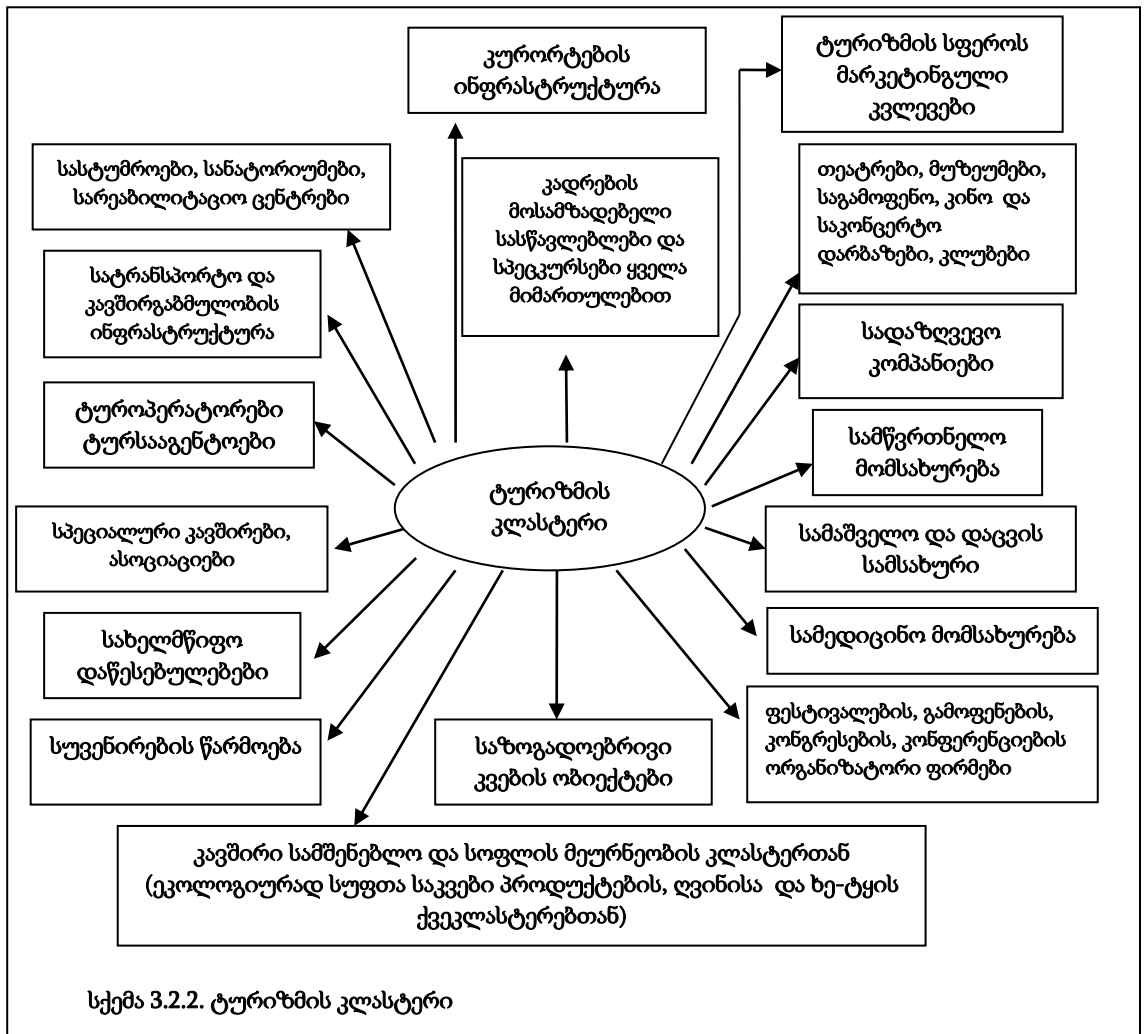 კურორტების
ინფრასტრუქტურა
ტურიზმის სფეროს
მარკეტინგული
კვლევები
სასტუმროები, სანატორიუმები,
სარეაბილიტაციო ცენტრები
კადრების
მოსამზადებელი
სასწავლებლები და
სპეცკურსები ყველა
მიმართულებით
თეატრები, მუზეუმები,
საგამოფენო, კინო და
საკონცერტო
დარბაზები, კლუბები
სატრანსპორტო და
კავშირგაბმულობის
ინფრასტრუქტურა
სადაზღვევო
კომპანიები
ტუროპერატორები
ტურსააგენტოები
სამწვრთნელო
მომსახურება
ტურიზმის
კლასტერი
სპეციალური კავშირები,
ასოციაციები
სამაშველო და დაცვის
სამსახური
სახელმწიფო
დაწესებულებები
სამედიცინო მომსახურება
სუვენირების წარმოება
საზოგადოებრივი
კვების ობიექტები
ფესტივალების, გამოფენების,
კონგრესების, კონფერენციების
ორგანიზატორი ფირმები
კავშირი სამშენებლო და სოფლის მეურნეობის კლასტერთან
(ეკოლოგიურად სუფთა საკვები პროდუქტების, ღვინისა და ხე-ტყის
ქვეკლასტერებთან)
სქემა 3.2.2. ტურიზმის კლასტერი